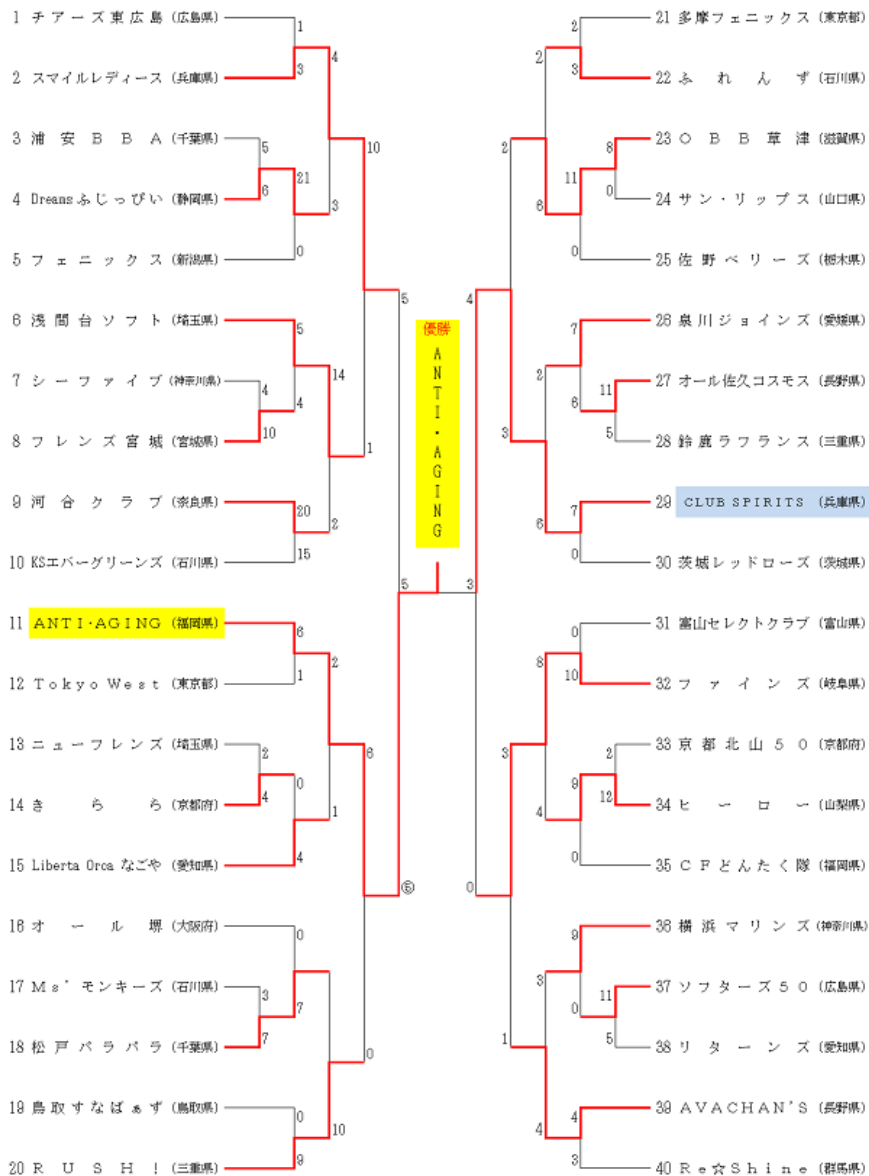 1 チアーズ東広島 (広島県)
2 スマイルレディース (兵庫県)
3 浦安BBA (千葉県)
4 Dreamsふじっぴい (静岡県)
5 フェニックス (新潟県)
6 浅間台ソフト (埼玉県)
7 シーファイブ (神奈川県)
8 フレンズ宮城 (宮城県)
9 河合クラブ (奈良県)
10 KSエバーグリーンズ (石川県)
11 ANTI・AGING (福岡県)
12 Tokyo West (東京都)
13 ニューフレンズ (埼玉県)
14 きらら (京都府)
15 Liberta Orca なごや (愛知県)
16 オール堺 (大阪府)
17 Ms'モンキーズ (石川県)
18 松戸パラパラ (千葉県)
19 鳥取すなばぁず (鳥取県)
20 RUSH! (三重県)
1
3
5
6
21
0
4
3
10
5
4
10
4
20
15
14
2
1
5
6
1
2
4
0
4
2
1
6
0
3
7
7
0
9
10
0
⑤
5
優勝
ANTI・AGING
3
4
0
2
3
8
0
11
0
2
6
2
7
11
5
6
7
0
2
6
3
0
10
2
12
9
0
8
4
3
9
11
5
0
4
3
3
4
1
21 多摩フェニックス (東京都)
22 ふれんず (石川県)
23 OBB草津 (滋賀県)
24 サン・リップス (山口県)
25 佐野ベリーズ (栃木県)
26 泉川ジョインズ (愛媛県)
27 オール佐久コスモス (長野県)
28 鈴鹿ラフランス (三重県)
29 CLUB SPIRITS (兵庫県)
30 茨城レッドローズ (茨城県)
31 富山セレクトクラブ (富山県)
32 ファインズ (岐阜県)
33 京都北山50 (京都府)
34 ヒーロー (山梨県)
35 CFどんたく隊 (福岡県)
36 横浜マリンズ (神奈川県)
37 ソフターズ50 (広島県)
38 リターンズ (愛知県)
39 AVACHAN'S (長野県)
40 Re☆Shine (群馬県)